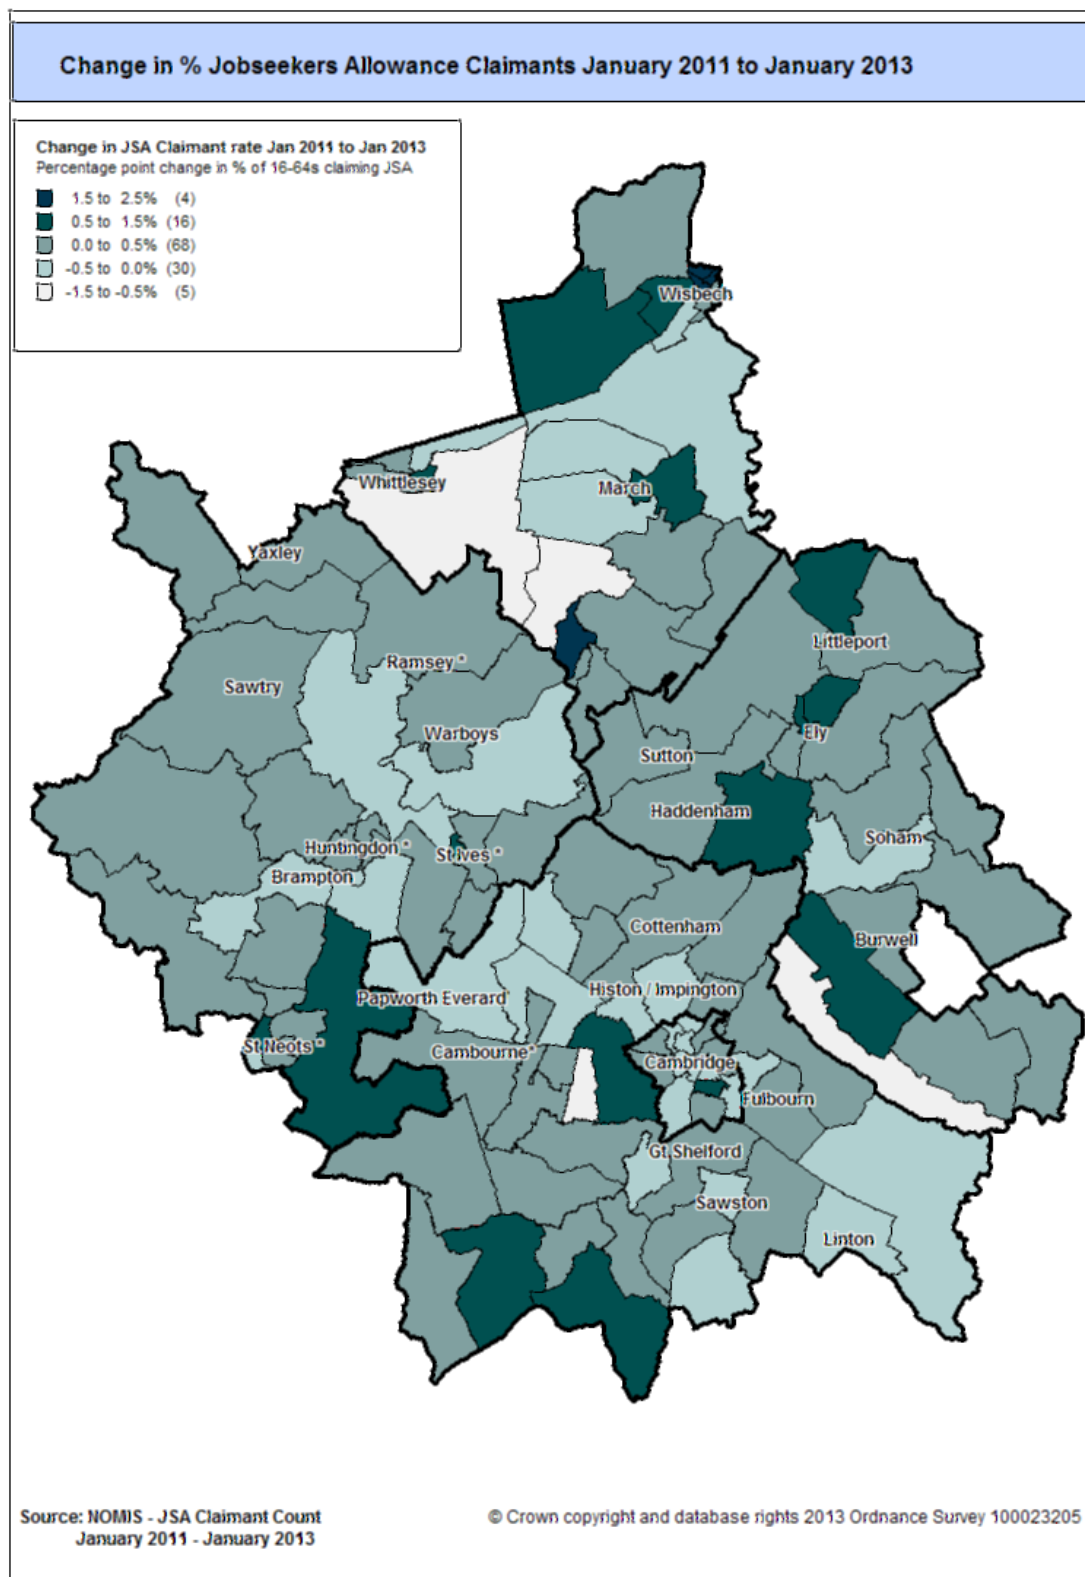 Change in % Jobseekers Allowance Claimants January 2011 to January 2013
Change in JSA Claimant rate Jan 2011 to Jan 2013
Percentage point change in % of 16-64s claiming JSA
1.5 to 2.5% (4)
0.5 to 1.5% (16)
0.0 to 0.5% (68)
-0.5 to 0.0% (30)
-1.5 to -0.5% (5)
Wisbech
Whittlesey
March
Yaxley
Littleport
Ramsey *
Sawtry
Warboys
Ely
Sutton
Haddenham
Soham
Huntingdon *
St Ives *
Brampton
Cottenham
Burwell
Papworth Everard
Histon / Impington
St Neots *
Cambourne*
Cambridge
Fulbourn
Gt Shelford
Sawston
Linton
Source: NOMIS - JSA Claimant Count
January 2011 - January 2013
© Crown copyright and database rights 2013 Ordnance Survey 100023205